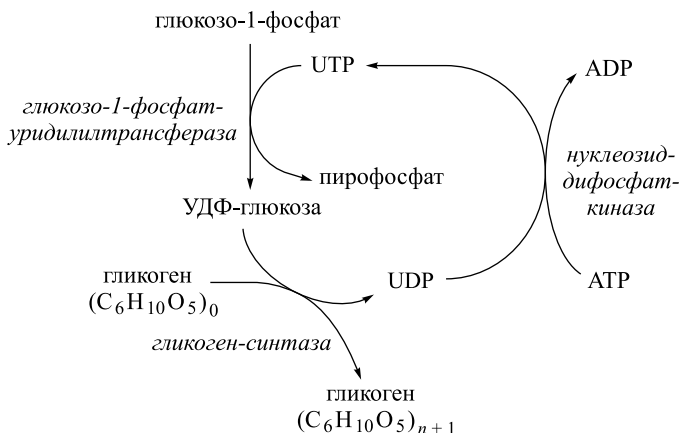 глюкозо-1-фосфат
UTP
ADP
глюкозо-1-фосфат-
уридилилтрансфераза
нуклеозид-
дифосфат-
киназа
пирофосфат
УДФ-глюкоза
гликоген
(C₆H₁₀O₅)₀
UDP
ATP
гликоген-синтаза
гликоген
(C₆H₁₀O₅)ₙ ₊ ₁